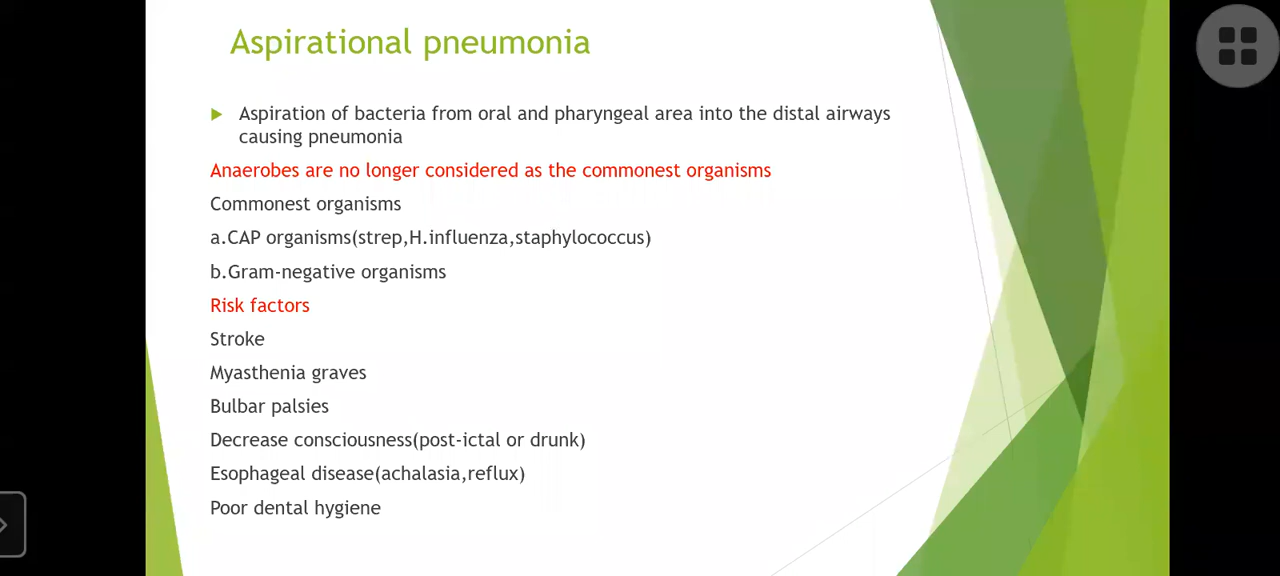 Aspirational pneumonia
Aspiration of bacteria from oral and pharyngeal area into the distal airways
causing pneumonia
Anaerobes are no longer considered as the commonest organisms
Commonest organisms
a.CAP organisms(strep,H.influenza,staphylococcus)
b.Gram-negative organisms
Risk factors
Stroke
Myasthenia graves
Bulbar palsies
Decrease consciousness(post-ictal or drunk)
Esophageal disease(achalasia,reflux)
Poor dental hygiene